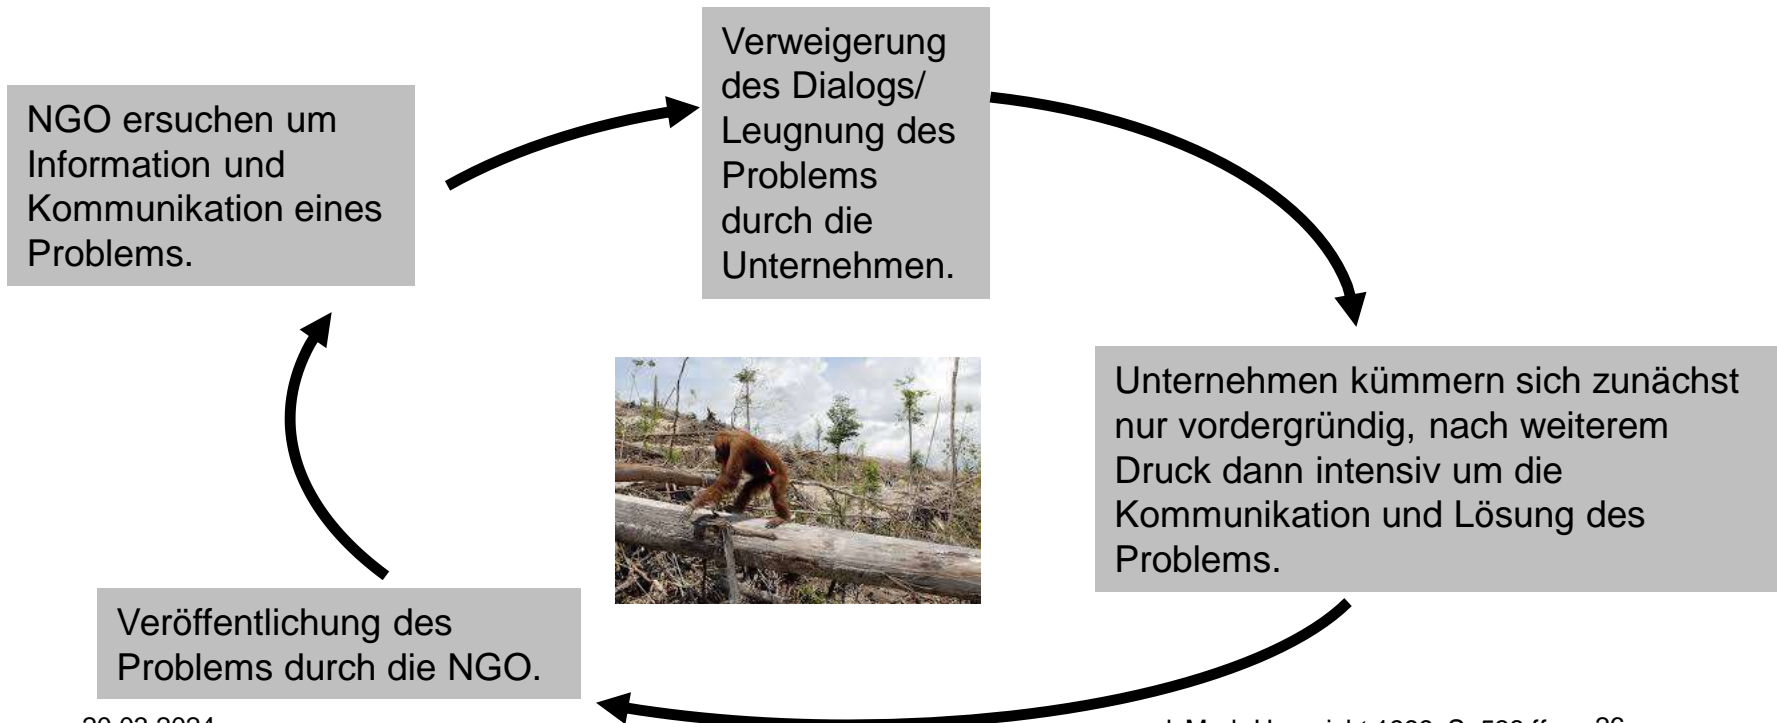 NGO ersuchen um
Information und
Kommunikation eines
Problems.
Verweigerung
des Dialogs/
Leugnung des
Problems
durch die
Unternehmen.
Unternehmen kümmern sich zunächst
nur vordergründig, nach weiterem
Druck dann intensiv um die
Kommunikation und Lösung des
Problems.
Veröffentlichung des
Problems durch die NGO.